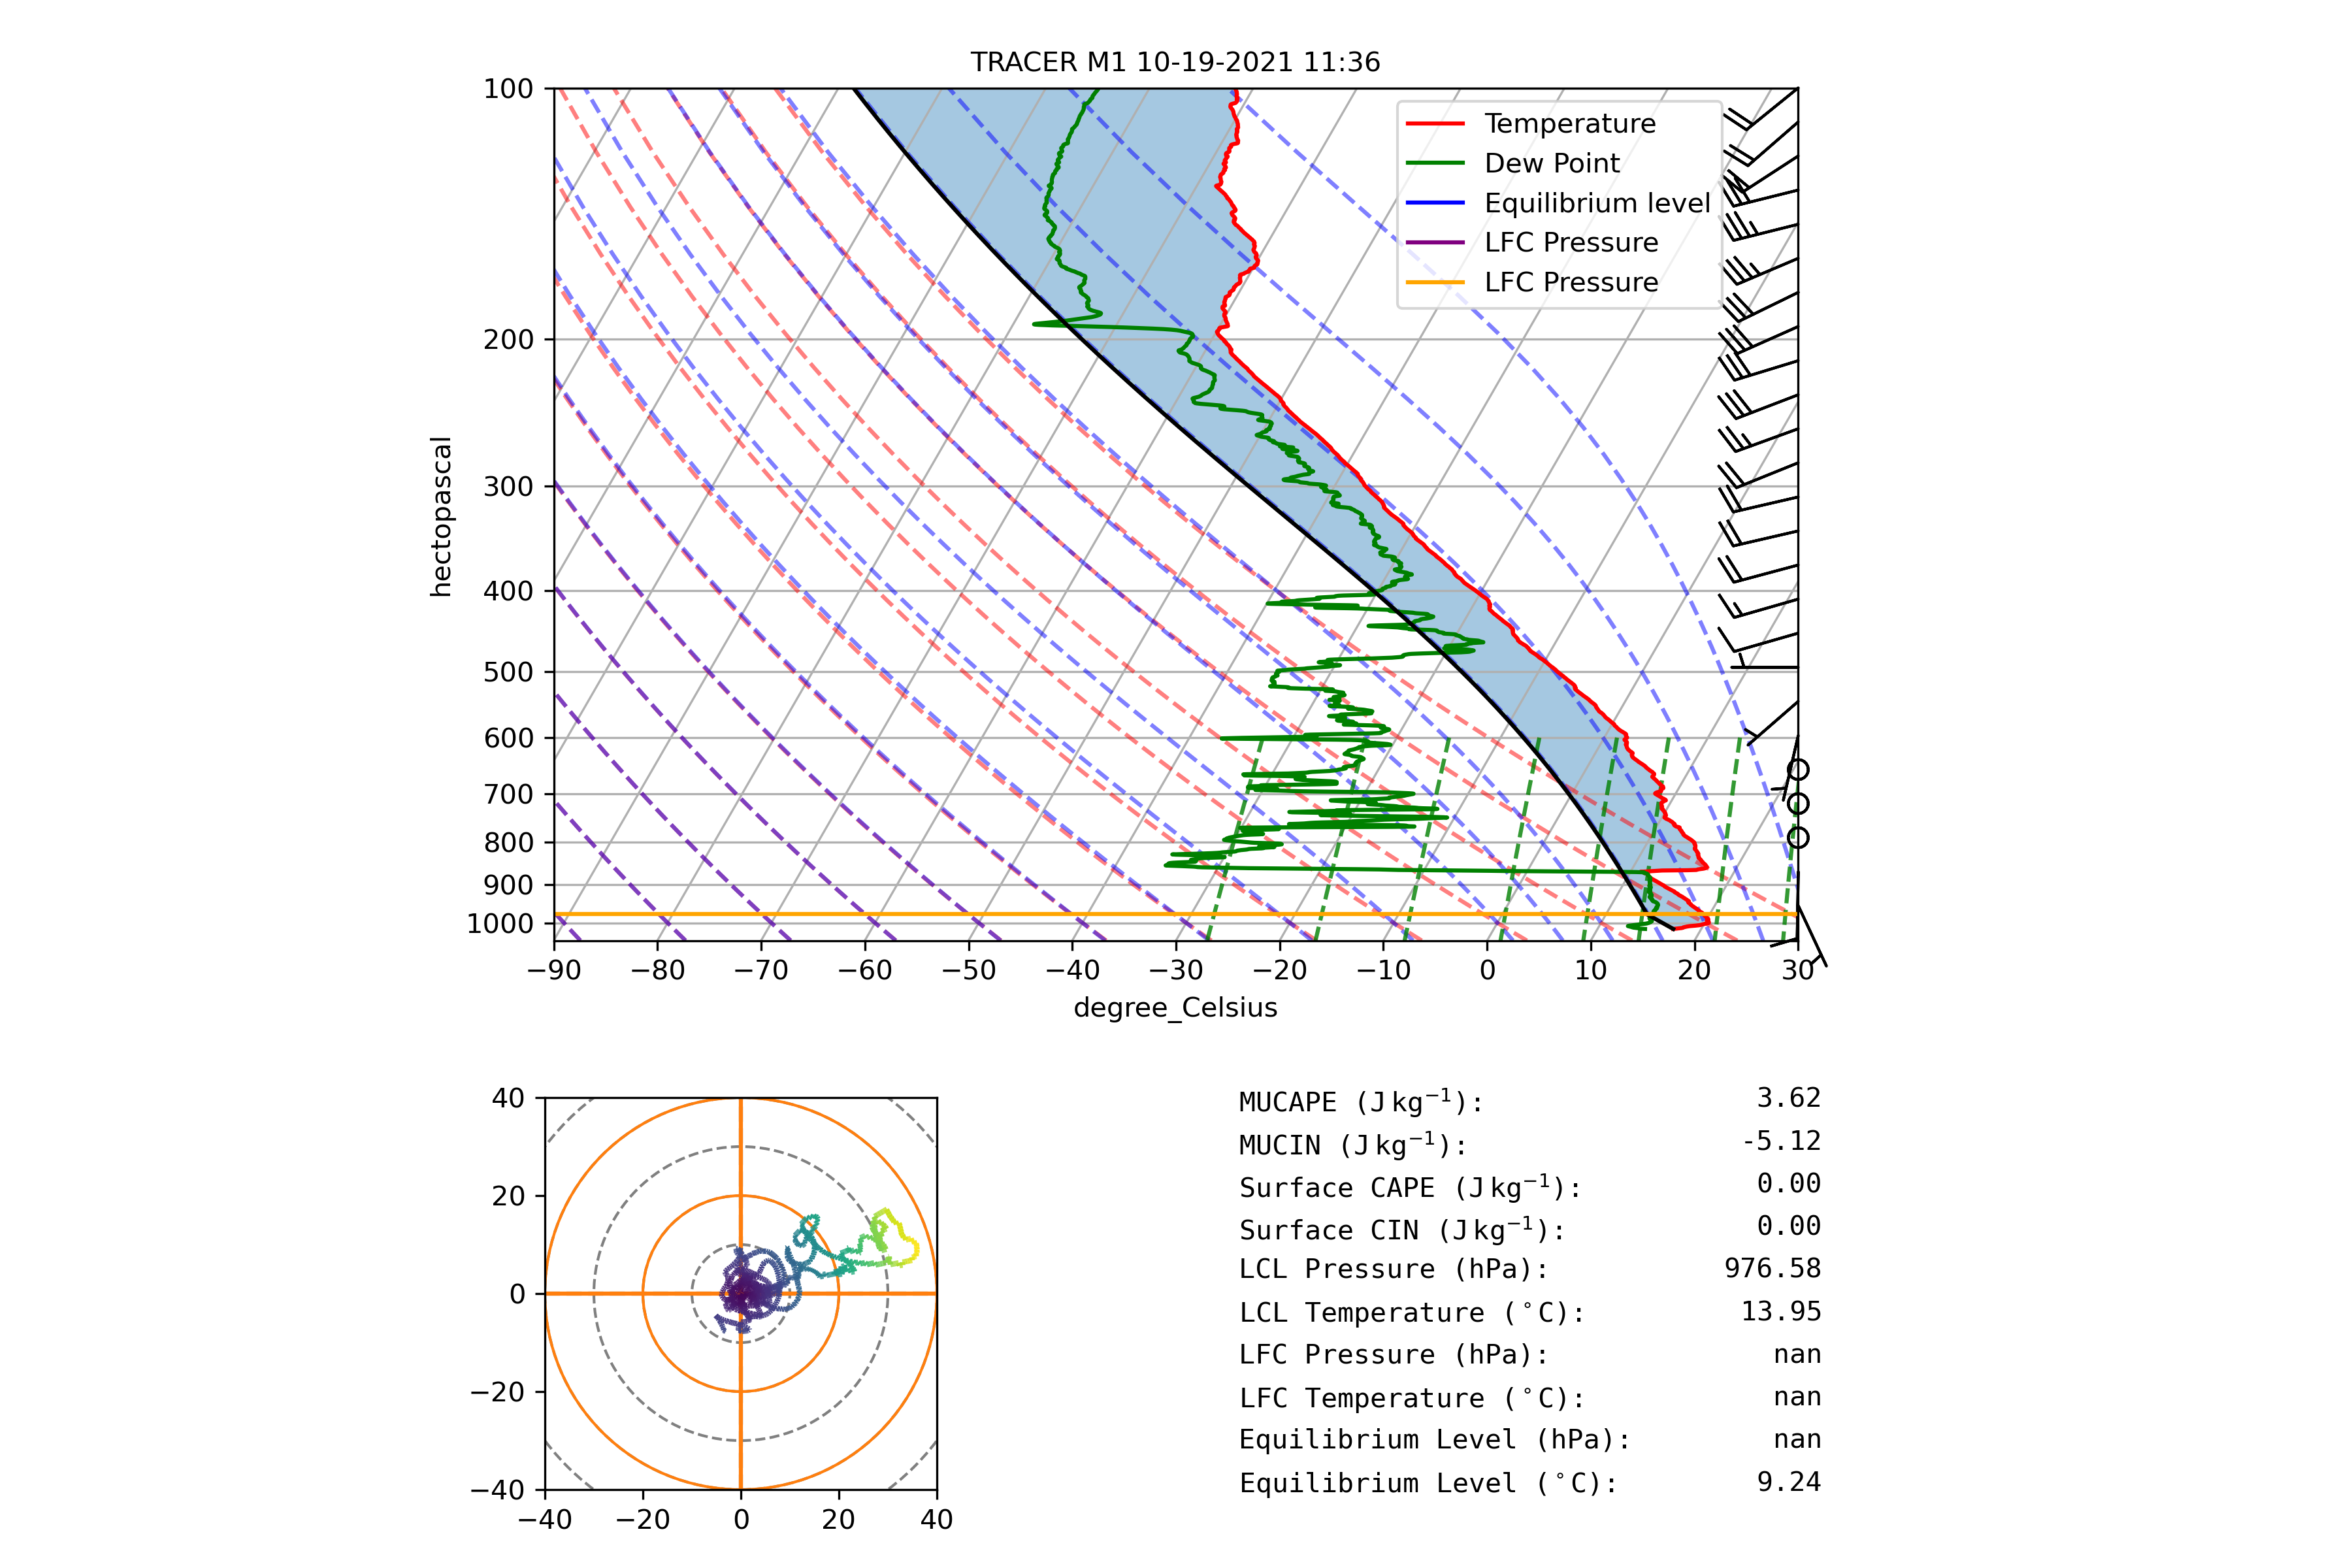 TRACER M1 10-19-2021 11:36
100
200
300
400
500
600
700
800
900
1000
hectopascal
Temperature
Dew Point
Equilibrium level
LFC Pressure
LFC Pressure
−90 −80 −70 −60 −50 −40 −30 −20 −10 0 10 20 30
degree_Celsius
40
20
0
−20
−40
−40 −20 0 20 40
MUCAPE (J kg⁻¹): 3.62
MUCIN (J kg⁻¹): -5.12
Surface CAPE (J kg⁻¹): 0.00
Surface CIN (J kg⁻¹): 0.00
LCL Pressure (hPa): 976.58
LCL Temperature (°C): 13.95
LFC Pressure (hPa): nan
LFC Temperature (°C): nan
Equilibrium Level (hPa): nan
Equilibrium Level (°C): 9.24